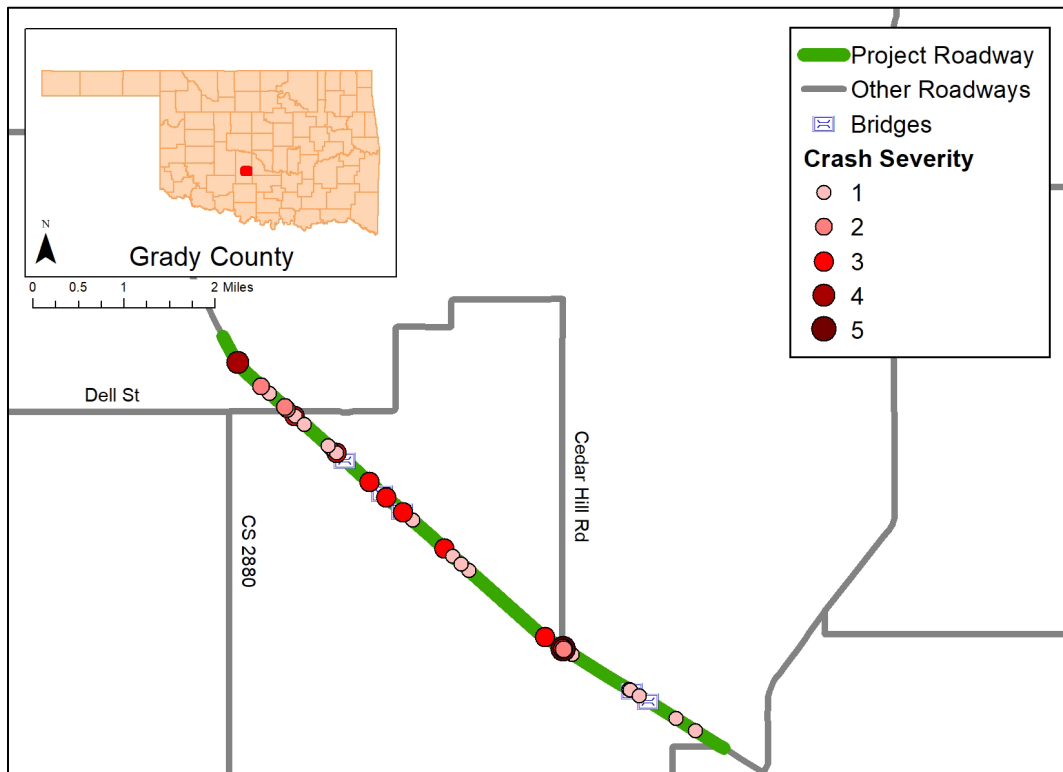 N
Grady County
0 0.5 1 2 Miles
Project Roadway
Other Roadways
Bridges
Crash Severity
1
2
3
4
5
Dell St
CS 2880
Cedar Hill Rd